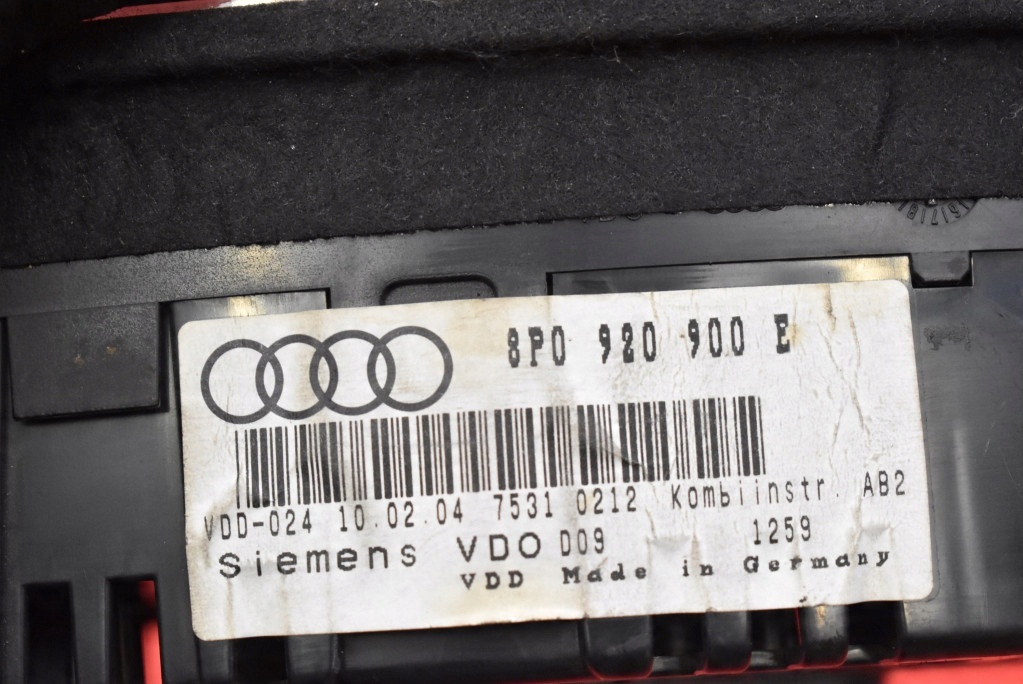 8P0 920 900 E
VDD-024 10.02.04 7531 0212 Kombiinstr. AB2
Siemens VDO D09 1259
VDD Made in Germany